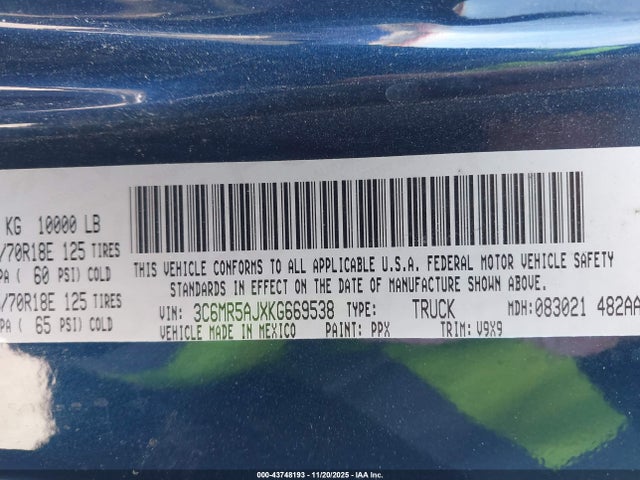 KG 10000 LB
/70R18E 125 TIRES
PA ( 60 PSI) COLD
/70R18E 125 TIRES
PA ( 65 PSI) COLD
THIS VEHICLE CONFORMS TO ALL APPLICABLE U.S.A. FEDERAL MOTOR VEHICLE SAFETY
STANDARDS IN EFFECT ON THE DATE OF MANUFACTURE SHOWN ABOVE.
VIN: 3C6MR5AJXKG669538 TYPE: TRUCK MDH: 083021 482AA
VEHICLE MADE IN MEXICO PAINT: PPX TRIM: V9X9
000-43748193 - 11/20/2025 - IAA Inc.